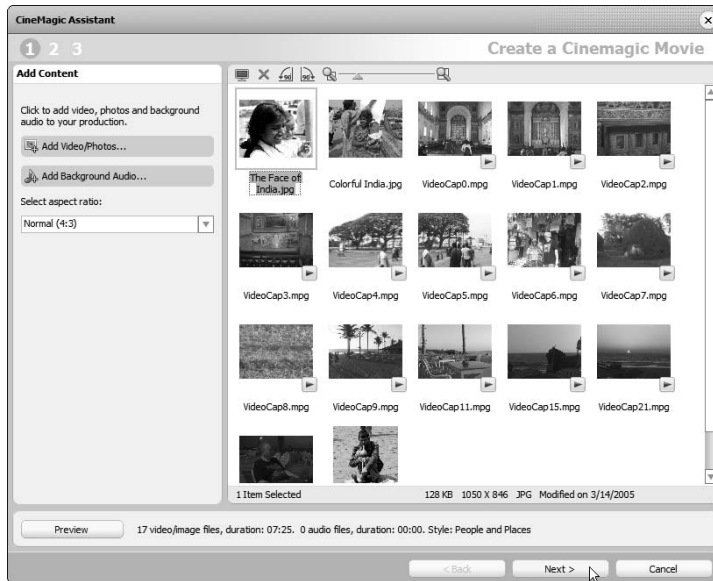 CineMagic Assistant
1 2 3
Create a Cinemagic Movie
Add Content
Click to add video, photos and background
audio to your production.
Add Video/Photos...
Add Background Audio...
Select aspect ratio:
Normal (4:3)
90 90
The Face of
India.jpg
Colorful India.jpg
VideoCap0.mpg
VideoCap1.mpg
VideoCap2.mpg
VideoCap3.mpg
VideoCap4.mpg
VideoCap5.mpg
VideoCap6.mpg
VideoCap7.mpg
VideoCap8.mpg
VideoCap9.mpg
VideoCap11.mpg
VideoCap15.mpg
VideoCap21.mpg
1 Item Selected
128 KB 1050 X 846 JPG Modified on 3/14/2005
Preview
17 video/image files, duration: 07:25. 0 audio files, duration: 00:00. Style: People and Places
< Back
Next >
Cancel